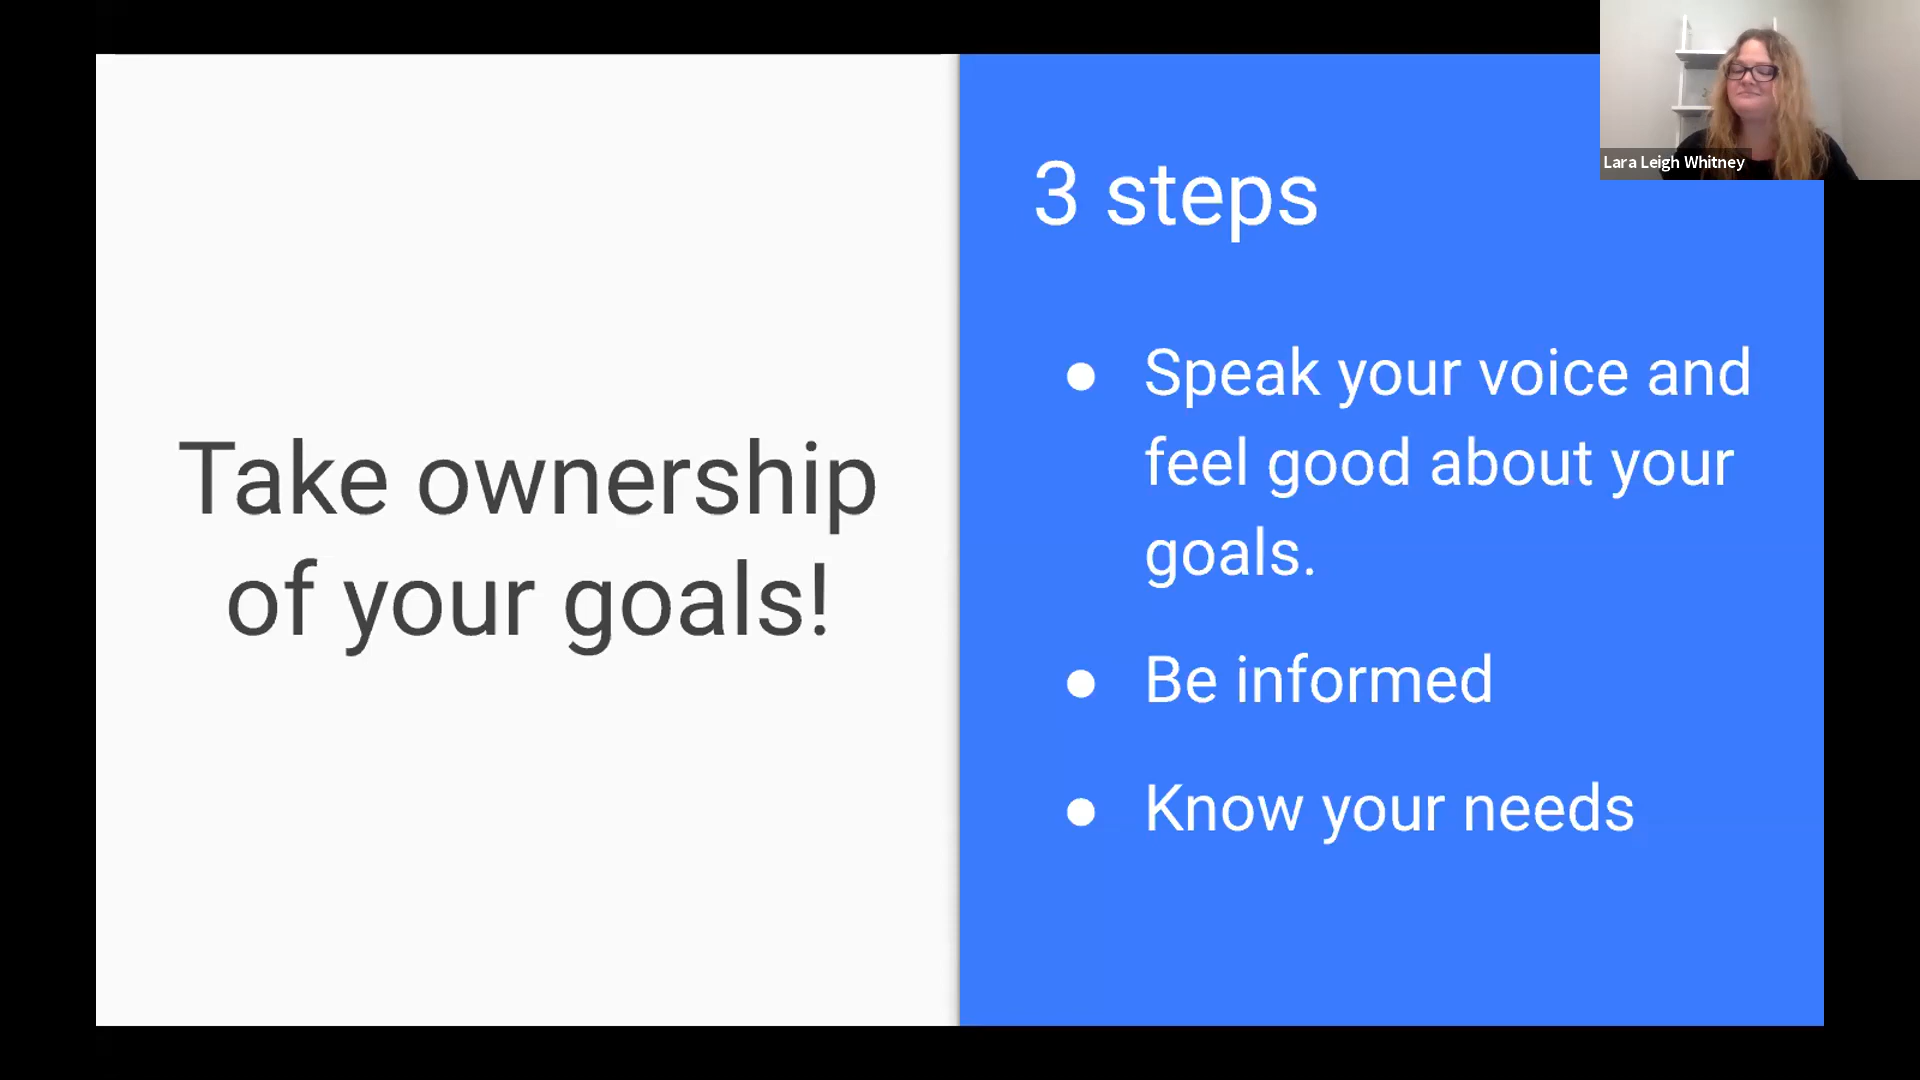 Take ownership
of your goals!
3 steps
● Speak your voice and
feel good about your
goals.
● Be informed
● Know your needs
Lara Leigh Whitney